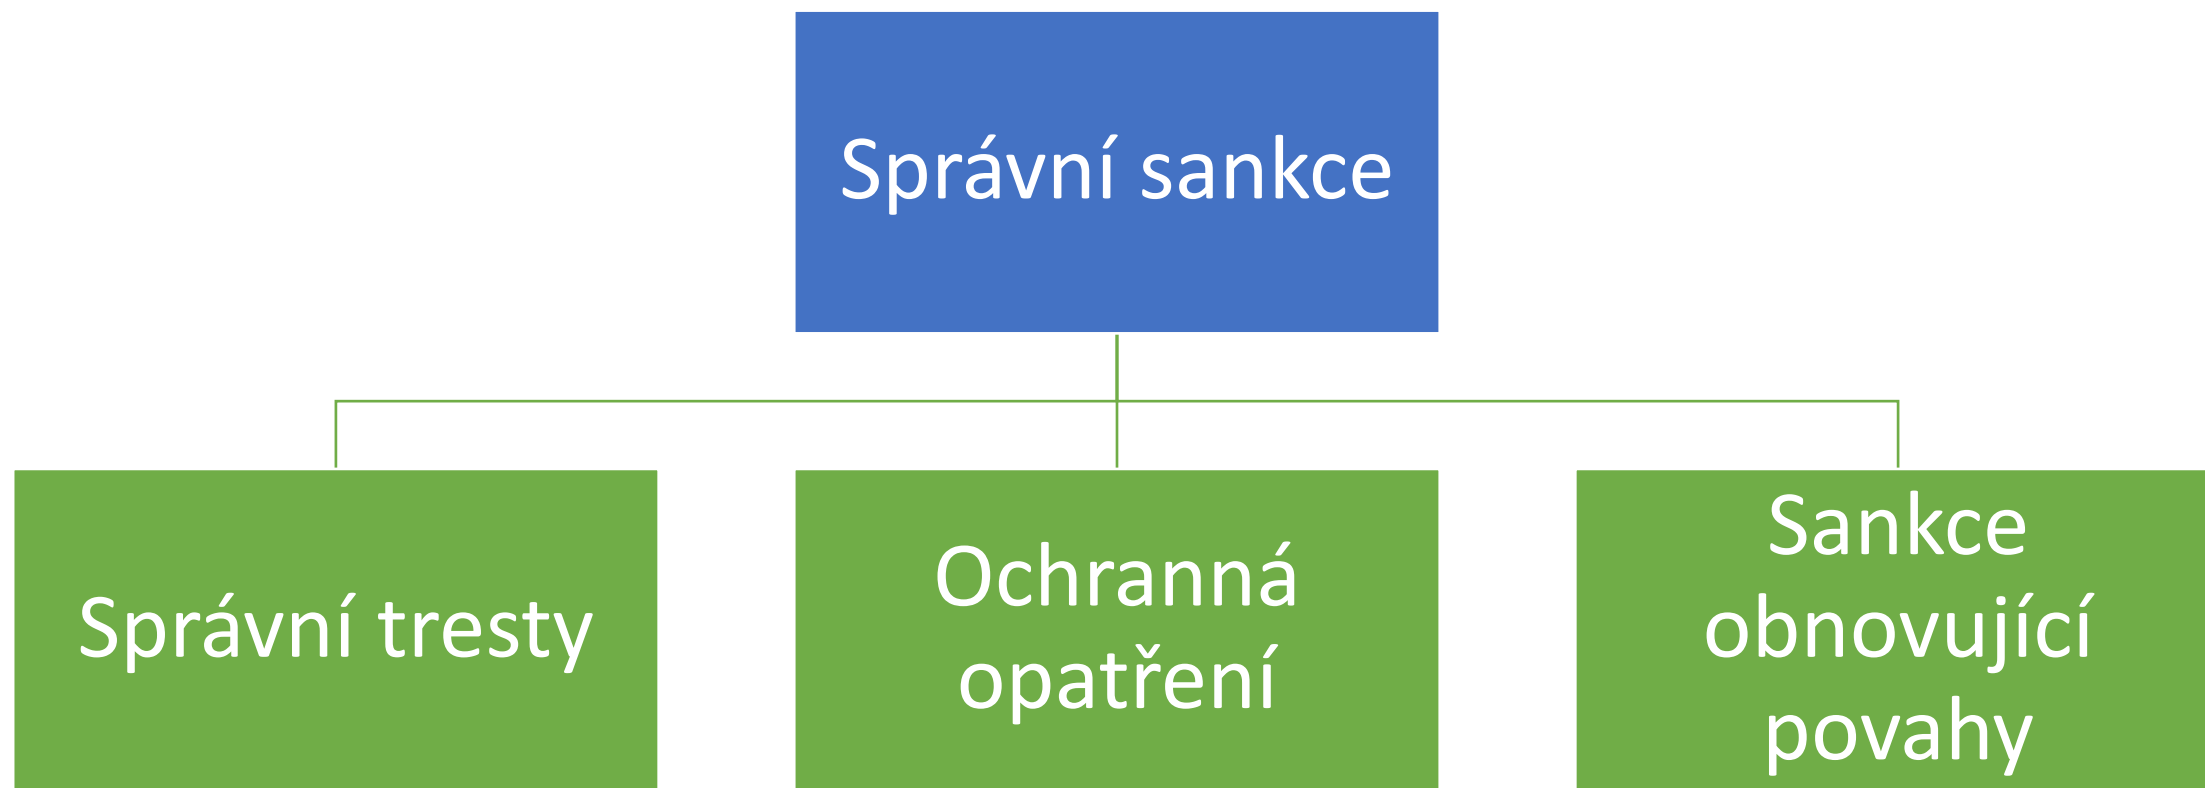 Správní sankce
Správní tresty
Ochranná
opatření
Sankce
obnovující
povahy